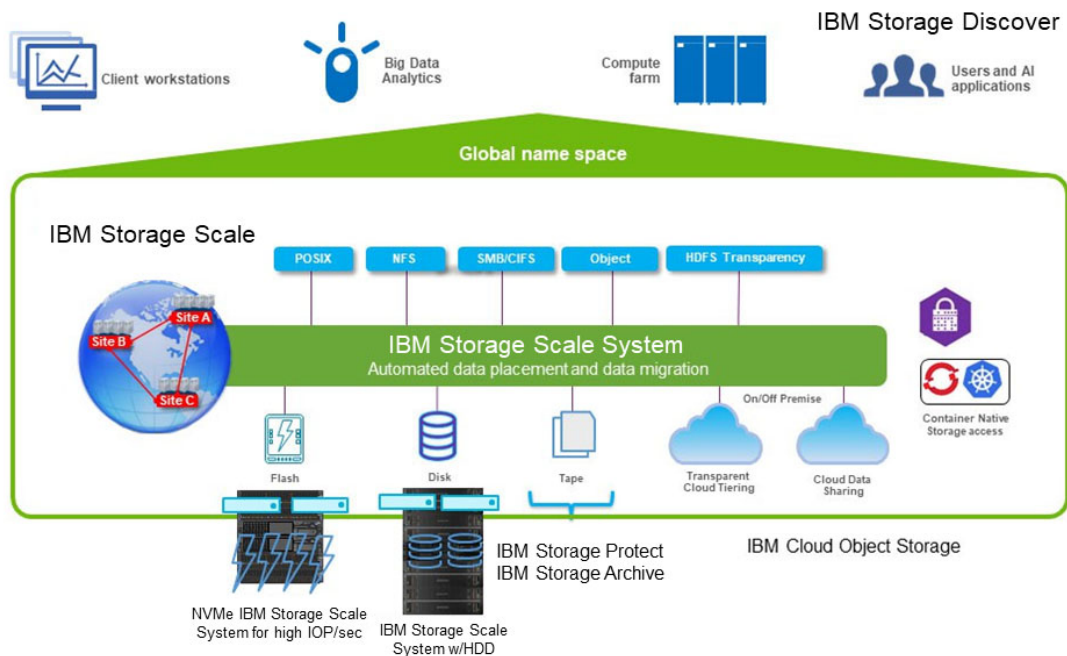 IBM Storage Discover
Client workstations
Big Data
Analytics
Compute
farm
Users and AI
applications
Global name space
IBM Storage Scale
POSIX
NFS
SMB/CIFS
Object
HDFS Transparency
Site A
Site B
Site C
IBM Storage Scale System
Automated data placement and data migration
On/Off Premise
Container Native
Storage access
Flash
Disk
Tape
Transparent
Cloud Tiering
Cloud Data
Sharing
IBM Storage Protect
IBM Storage Archive
IBM Cloud Object Storage
NVMe IBM Storage Scale
System for high IOP/sec
IBM Storage Scale
System w/HDD